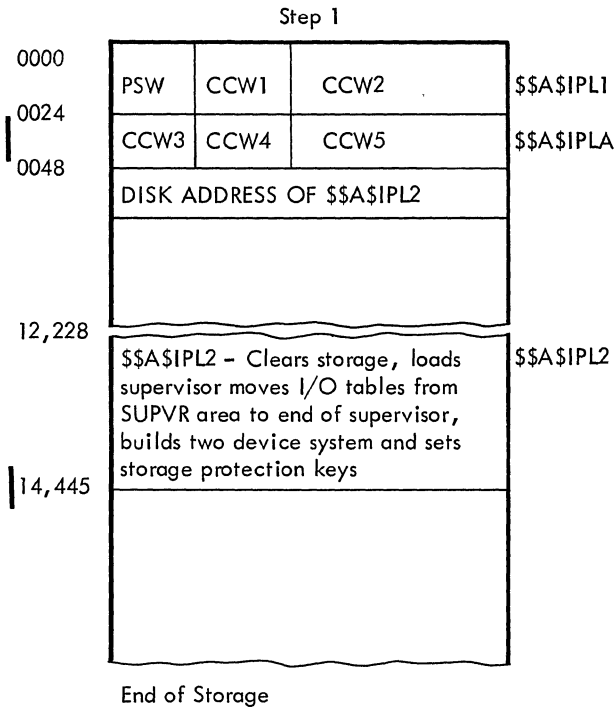 Step 1
0000
PSW CCW1 CCW2 $$A$IPL1
0024
CCW3 CCW4 CCW5 $$A$IPLA
0048
DISK ADDRESS OF $$A$IPL2
12,228
$$A$IPL2 - Clears storage, loads $$A$IPL2
supervisor moves I/O tables from
SUPVR area to end of supervisor,
builds two device system and sets
storage protection keys
14,445
End of Storage